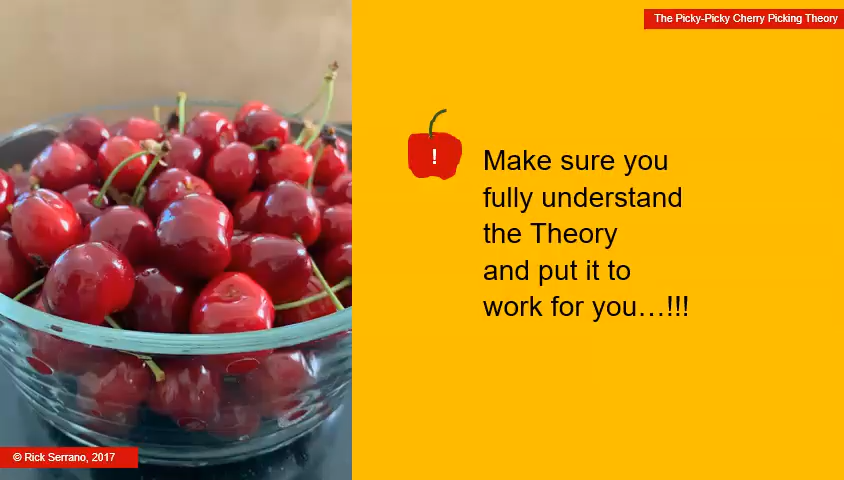 The Picky-Picky Cherry Picking Theory
!
Make sure you
fully understand
the Theory
and put it to
work for you…!!!
© Rick Serrano, 2017